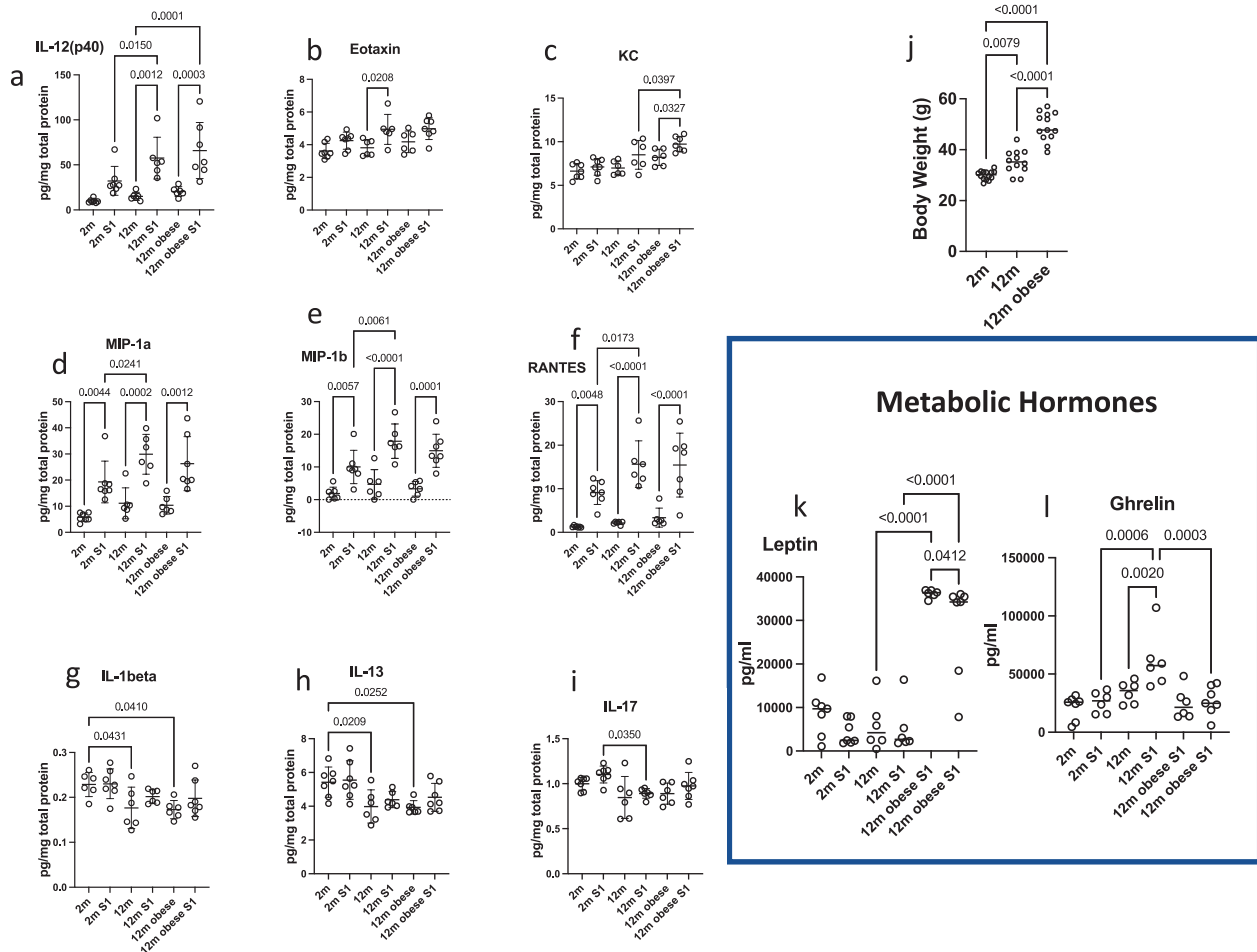 a
IL-12(p40)
0.0001
0.0150
0.0012
0.0003
pg/mg total protein
150
100
50
0
2m
2m S1
12m
12m S1
12m obese
12m obese S1
b
Eotaxin
0.0208
pg/mg total protein
8
6
4
2
0
2m
2m S1
12m
12m S1
12m obese
12m obese S1
c
KC
0.0397
0.0327
pg/mg total protein
20
15
10
5
0
2m
2m S1
12m
12m S1
12m obese
12m obese S1
j
<0.0001
0.0079
<0.0001
Body Weight (g)
60
40
20
0
2m
12m
12m obese
d
MIP-1a
0.0241
0.0044
0.0002
0.0012
pg/mg total protein
50
40
30
20
10
0
2m
2m S1
12m
12m S1
12m obese
12m obese S1
e
MIP-1b
0.0061
<0.0001
0.0057
0.0001
pg/mg total protein
40
30
20
10
0
-10
2m
2m S1
12m
12m S1
12m obese
12m obese S1
f
RANTES
0.0173
<0.0001
0.0048
<0.0001
pg/mg total protein
40
30
20
10
0
2m
2m S1
12m
12m S1
12m obese
12m obese S1
g
IL-1beta
0.0410
0.0431
pg/mg total protein
0.3
0.2
0.1
0.0
2m
2m S1
12m
12m S1
12m obese
12m obese S1
h
IL-13
0.0252
0.0209
pg/mg total protein
8
6
4
2
0
2m
2m S1
12m
12m S1
12m obese
12m obese S1
i
IL-17
0.0350
pg/mg total protein
1.5
1.0
0.5
0.0
2m
2m S1
12m
12m S1
12m obese
12m obese S1
Metabolic Hormones
k
Leptin
<0.0001
<0.0001
0.0412
pg/ml
40000
30000
20000
10000
0
2m
2m S1
12m
12m S1
12m obese S1
12m obese S1
l
Ghrelin
0.0006
0.0003
0.0020
pg/ml
150000
100000
50000
0
2m
2m S1
12m
12m S1
12m obese S1
12m obese S1